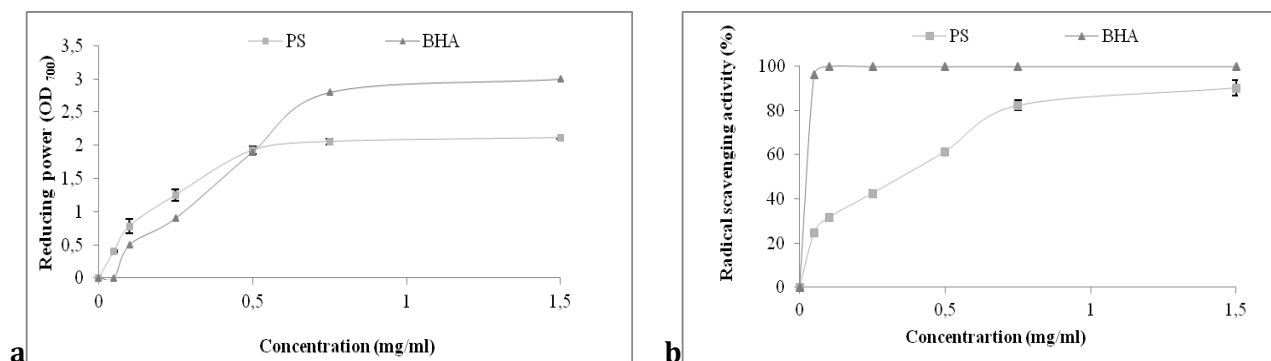 PS BHA
3,5
3
2,5
2
1,5
1
0,5
0
Reducing power (OD 700)
0 0,5 1 1,5
Concentration (mg/ml)
a
PS BHA
100
80
60
40
20
0
Radical scavenging activity (%)
0 0,5 1 1,5
Concentrartion (mg/ml)
b